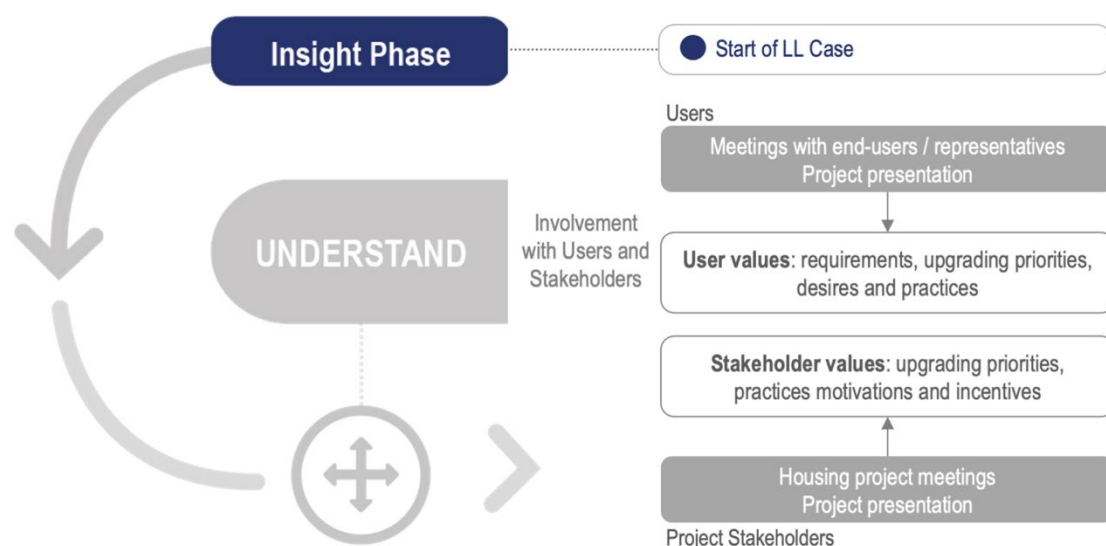 Insight Phase
Start of LL Case
Users
Meetings with end-users / representatives
Project presentation
UNDERSTAND
Involvement
with Users and
Stakeholders
User values: requirements, upgrading priorities,
desires and practices
Stakeholder values: upgrading priorities,
practices motivations and incentives
Housing project meetings
Project presentation
Project Stakeholders